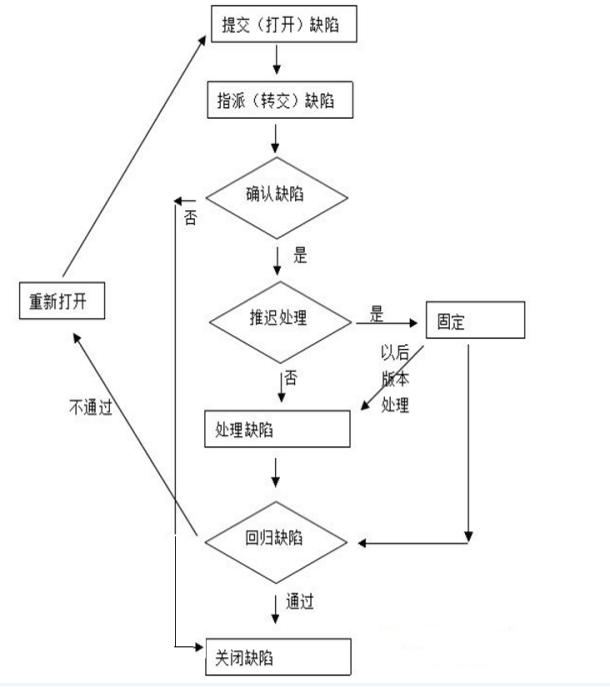 提交（打开）缺陷
指派（转交）缺陷
确认缺陷
否
是
重新打开
推迟处理
是
固定
以后
版本
处理
否
不通过
处理缺陷
回归缺陷
通过
关闭缺陷